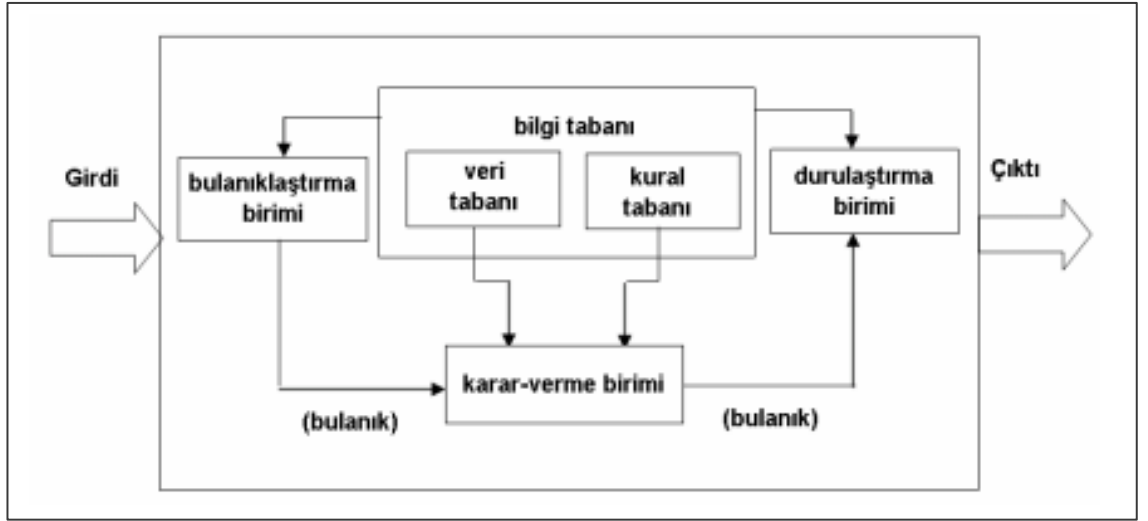 Girdi
bulanıklaştırma
birimi
bilgi tabanı
veri
tabanı
kural
tabanı
durulaştırma
birimi
Çıktı
karar-verme birimi
(bulanık)
(bulanık)